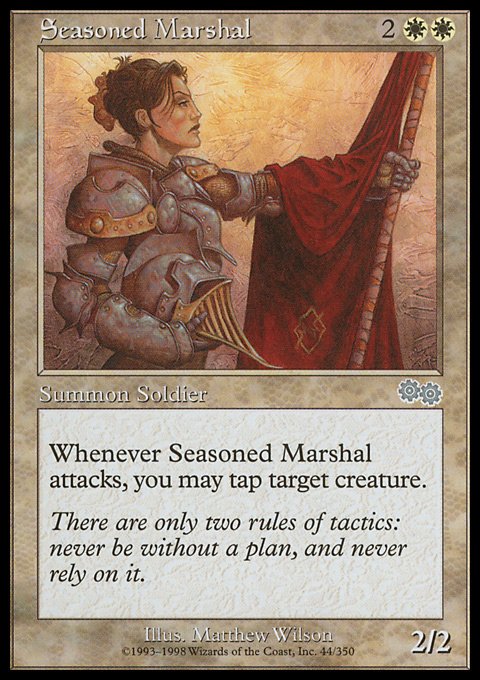 Seasoned Marshal 2
Summon Soldier
Whenever Seasoned Marshal
attacks, you may tap target creature.
There are only two rules of tactics:
never be without a plan, and never
rely on it.
Illus. Matthew Wilson
©1993–1998 Wizards of the Coast, Inc. 44/350
2/2